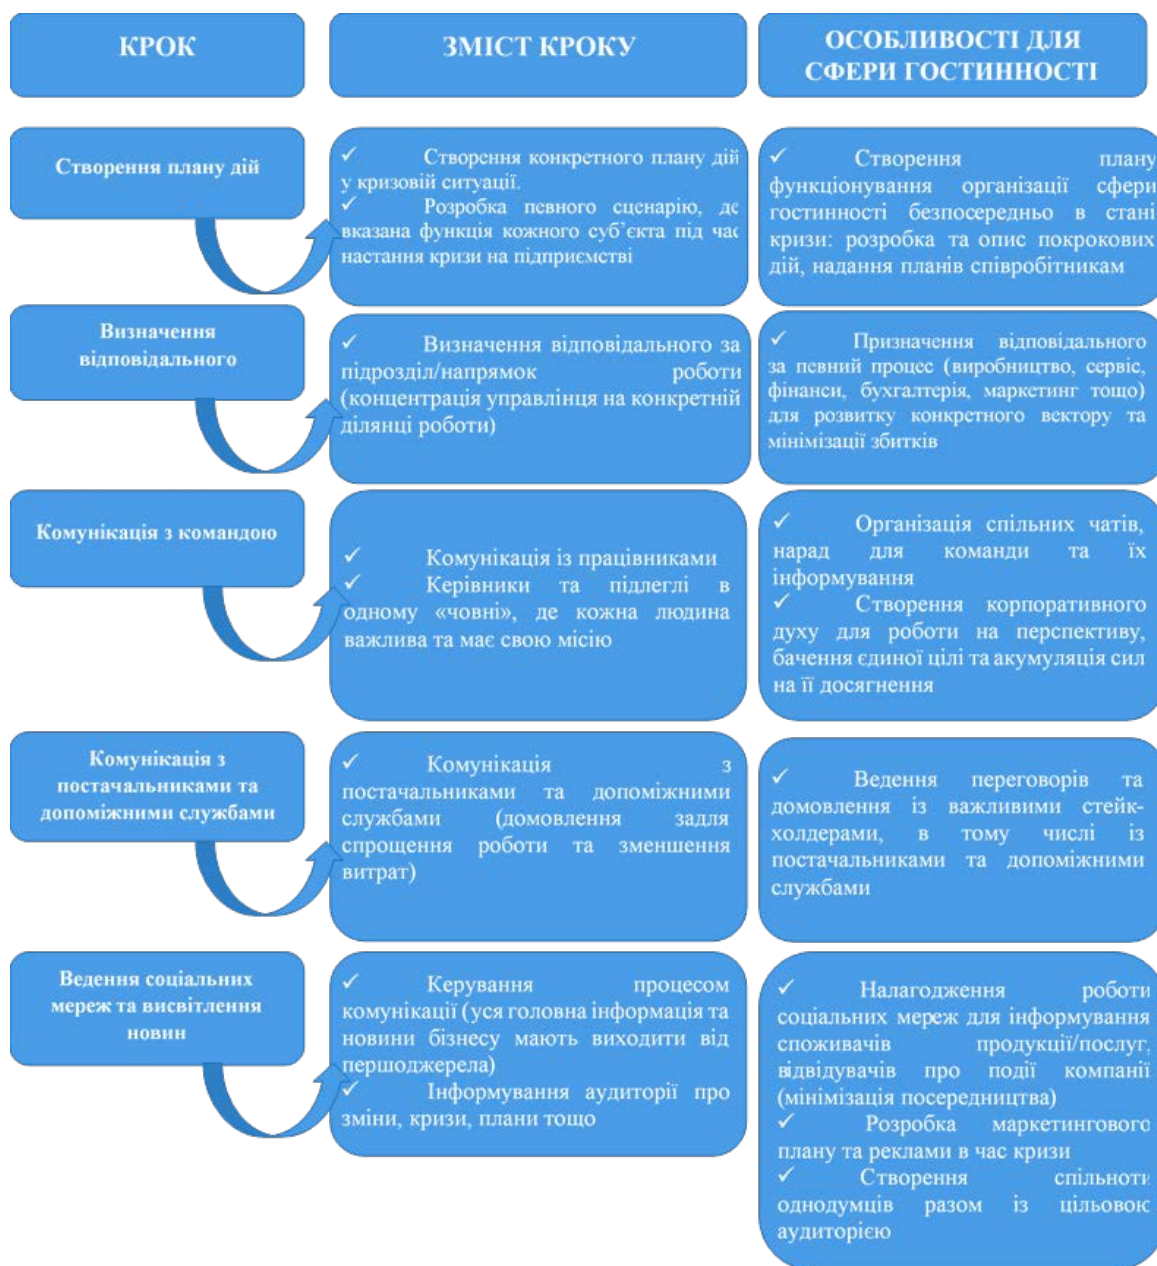 КРОК
ЗМІСТ КРОКУ
ОСОБЛИВОСТІ ДЛЯ
СФЕРИ ГОСТИННОСТІ
Створення плану дій
✓ Створення конкретного плану дій
у кризовій ситуації.
✓ Розробка певного сценарію, де
вказана функція кожного суб’єкта під час
настання кризи на підприємстві
✓ Створення плану
функціонування організації сфери
гостинності безпосередньо в стані
кризи: розробка та опис покрокових
дій, надання планів співробітникам
Визначення
відповідального
✓ Визначення відповідального за
підрозділ/напрямок роботи
(концентрація управлінця на конкретній
ділянці роботи)
✓ Призначення відповідального
за певний процес (виробництво, сервіс,
фінанси, бухгалтерія, маркетинг тощо)
для розвитку конкретного вектору та
мінімізації збитків
Комунікація з командою
✓ Комунікація із працівниками
✓ Керівники та підлеглі в
одному «човні», де кожна людина
важлива та має свою місію
✓ Організація спільних чатів,
нарад для команди та їх
інформування
✓ Створення корпоративного
духу для роботи на перспективу,
бачення єдиної цілі та акумуляція сил
на її досягнення
Комунікація з
постачальниками та
допоміжними службами
✓ Комунікація з
постачальниками та допоміжними
службами (домовлення задля
спрощення роботи та зменшення
витрат)
✓ Ведення переговорів та
домовлення із важливими стейк-
холдерами, в тому числі із
постачальниками та допоміжними
службами
Ведення соціальних
мереж та висвітлення
новин
✓ Керування процесом
комунікації (уся головна інформація та
новини бізнесу мають виходити від
першоджерела)
✓ Інформування аудиторії про
зміни, кризи, плани тощо
✓ Налагодження роботи
соціальних мереж для інформування
споживачів продукції/послуг,
відвідувачів про події компанії
(мінімізація посередництва)
✓ Розробка маркетингового
плану та реклами в час кризи
✓ Створення спільноти
однодумців разом із цільовою
аудиторією